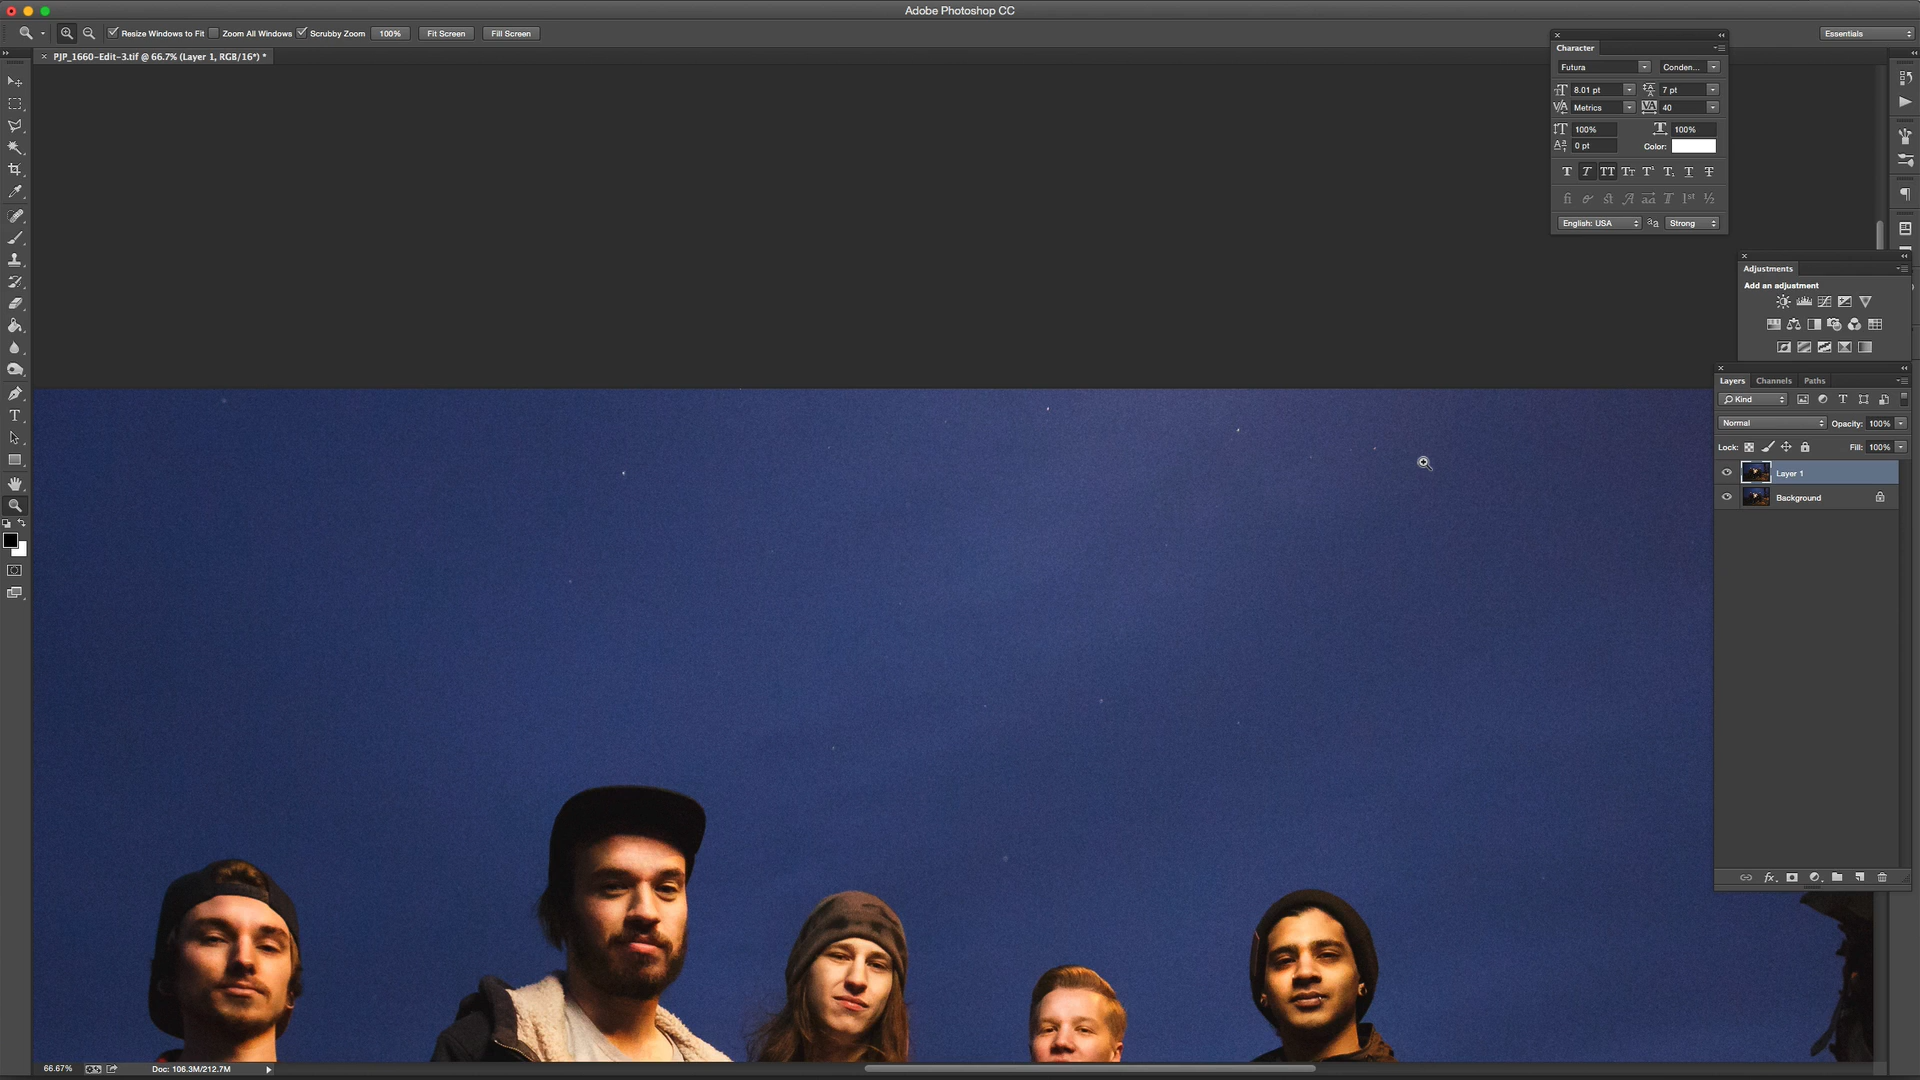 Adobe Photoshop CC
Resize Windows to Fit Zoom All Windows Scrubby Zoom 100% Fit Screen Fill Screen Essentials
× PJP_1660-Edit-3.tif @ 66.7% (Layer 1, RGB/16*) *
Character
Futura Conden...
8.01 pt 7 pt
Metrics 40
100% 100%
0 pt Color:
English: USA Strong
Adjustments
Add an adjustment
Layers Channels Paths
Kind
Normal Opacity: 100%
Lock: Fill: 100%
Layer 1
Background
66.67% Doc: 106.3M/212.7M